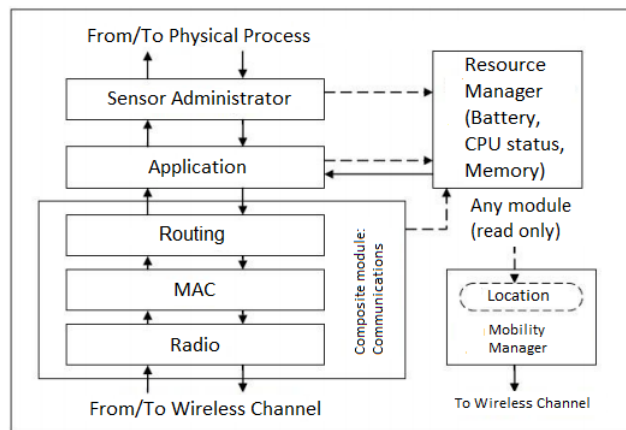 From/To Physical Process
Sensor Administrator
Application
Routing
MAC
Radio
Composite module:
Communications
From/To Wireless Channel
Resource
Manager
(Battery,
CPU status,
Memory)
Any module
(read only)
Location
Mobility
Manager
To Wireless Channel